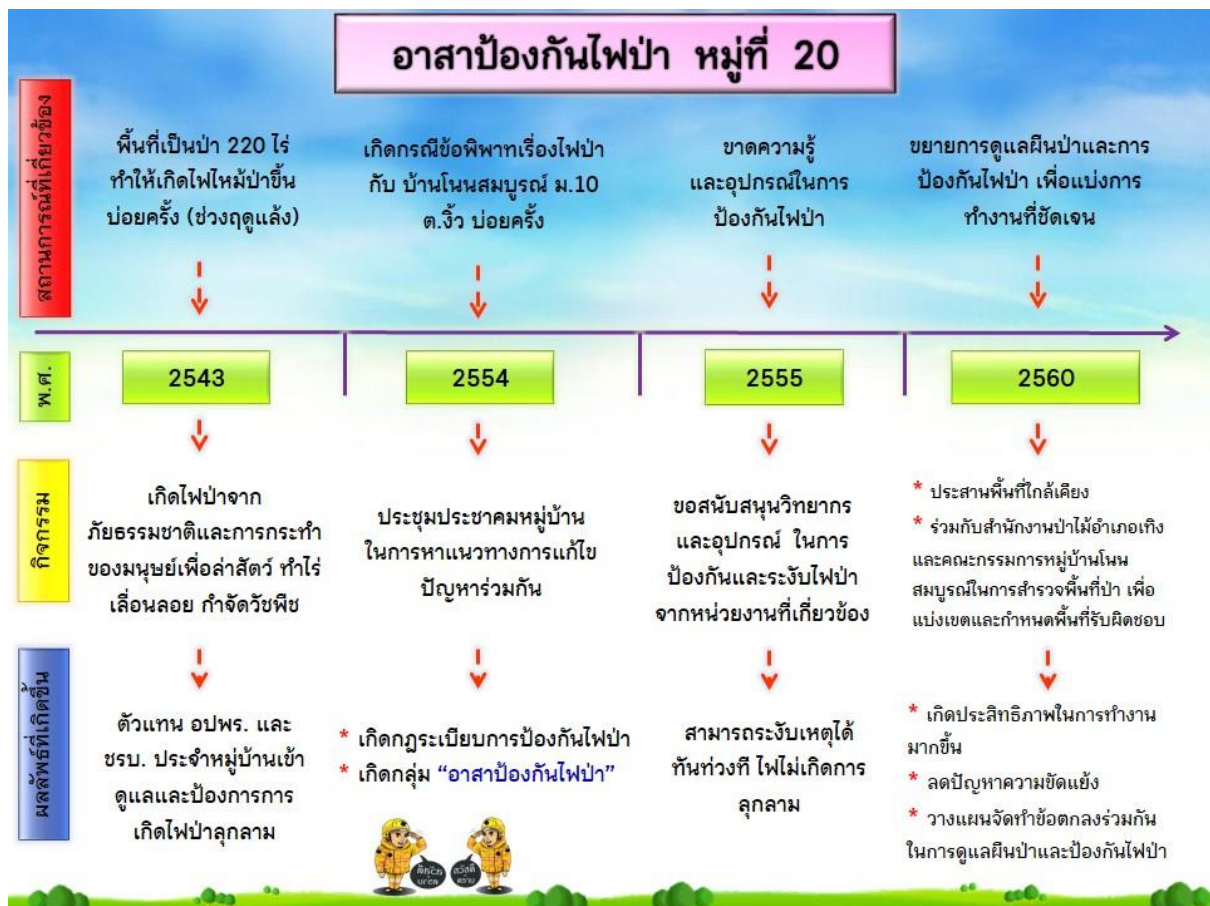 อาสาป้องกันไฟป่า หมู่ที่ 20
สถานการณ์ที่เกี่ยวข้อง
พื้นที่เป็นป่า 220 ไร่
ทำให้เกิดไฟไหม้ป่าขึ้น
บ่อยครั้ง (ช่วงฤดูแล้ง)
เกิดกรณีข้อพิพาทเรื่องไฟป่า
กับ บ้านโนนสมบูรณ์ ม.10
ต.งิ้ว บ่อยครั้ง
ขาดความรู้
และอุปกรณ์ในการ
ป้องกันไฟป่า
ขยายการดูแลผืนป่าและการ
ป้องกันไฟป่า เพื่อแบ่งการ
ทำงานที่ชัดเจน
พ.ศ.
2543
2554
2555
2560
กิจกรรม
เกิดไฟป่าจาก
ภัยธรรมชาติและการกระทำ
ของมนุษย์เพื่อล่าสัตว์ ทำไร่
เลื่อนลอย กำจัดวัชพืช
ประชุมประชาคมหมู่บ้าน
ในการหาแนวทางการแก้ไข
ปัญหาร่วมกัน
ขอสนับสนุนวิทยากร
และอุปกรณ์ ในการ
ป้องกันและระงับไฟป่า
จากหน่วยงานที่เกี่ยวข้อง
* ประสานพื้นที่ใกล้เคียง
* ร่วมกับสำนักงานป่าไม้อำเภอเทิง
และคณะกรรมการหมู่บ้านโนน
สมบูรณ์ในการสำรวจพื้นที่ป่า เพื่อ
แบ่งเขตและกำหนดพื้นที่รับผิดชอบ
ผลลัพธ์ที่เกิดขึ้น
ตัวแทน อปพร. และ
ชรบ. ประจำหมู่บ้านเข้า
ดูแลและป้องการการ
เกิดไฟป่าลุกลาม
* เกิดกฎระเบียบการป้องกันไฟป่า
* เกิดกลุ่ม “อาสาป้องกันไฟป่า”
สามารถระงับเหตุได้
ทันท่วงที ไฟไม่เกิดการ
ลุกลาม
* เกิดประสิทธิภาพในการทำงาน
มากขึ้น
* ลดปัญหาความขัดแย้ง
* วางแผนจัดทำข้อตกลงร่วมกัน
ในการดูแลผืนป่าและป้องกันไฟป่า
สวัสดี
ครับ